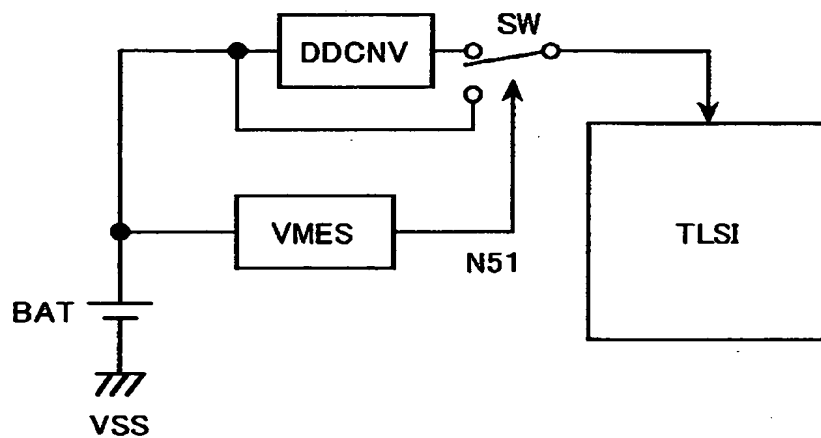 SW
DDCNV
VMES
N51
TLSI
BAT
VSS